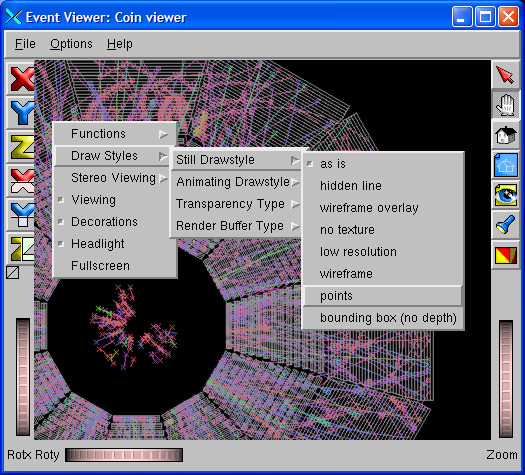 Event Viewer: Coin viewer
File Options Help
X
Y
Z
Functions
Draw Styles
Stereo Viewing
Viewing
Decorations
Headlight
Fullscreen
Still Drawstyle
Animating Drawstyle
Transparency Type
Render Buffer Type
as is
hidden line
wireframe overlay
no texture
low resolution
wireframe
points
bounding box (no depth)
Rotx Roty
Zoom